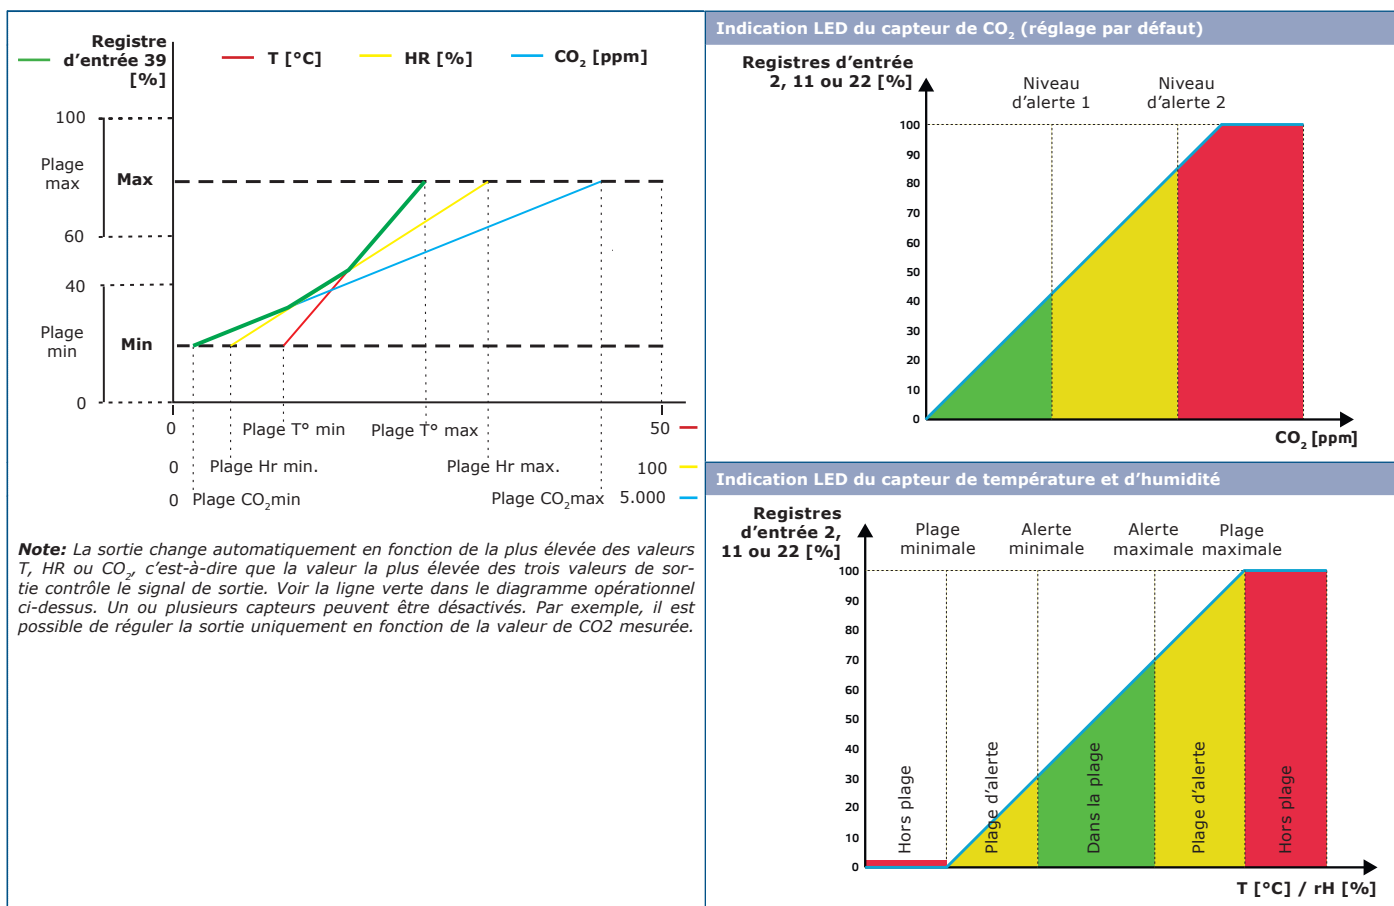 Registre
d'entrée 39
[%]
T [°C]
HR [%]
CO2 [ppm]
100
Plage
max
Max
60
40
Plage
min
Min
0
0
Plage T° min
Plage T° max
50
0
Plage Hr min.
Plage Hr max.
100
0
Plage CO2min
Plage CO2max
5.000
Note: La sortie change automatiquement en fonction de la plus élevée des valeurs
T, HR ou CO2, c'est-à-dire que la valeur la plus élevée des trois valeurs de sor-
tie contrôle le signal de sortie. Voir la ligne verte dans le diagramme opérationnel
ci-dessus. Un ou plusieurs capteurs peuvent être désactivés. Par exemple, il est
possible de réguler la sortie uniquement en fonction de la valeur de CO2 mesurée.
Indication LED du capteur de CO2 (réglage par défaut)
Registres d'entrée
2, 11 ou 22 [%]
Niveau
d'alerte 1
Niveau
d'alerte 2
100
90
80
70
60
50
40
30
20
10
0
CO2 [ppm]
Indication LED du capteur de température et d'humidité
Registres
d'entrée 2,
11 ou 22 [%]
Plage
minimale
Alerte
minimale
Alerte
maximale
Plage
maximale
100
90
80
70
60
50
40
30
20
10
0
Hors plage
Plage d'alerte
Dans la plage
Plage d'alerte
Hors plage
T [°C] / rH [%]